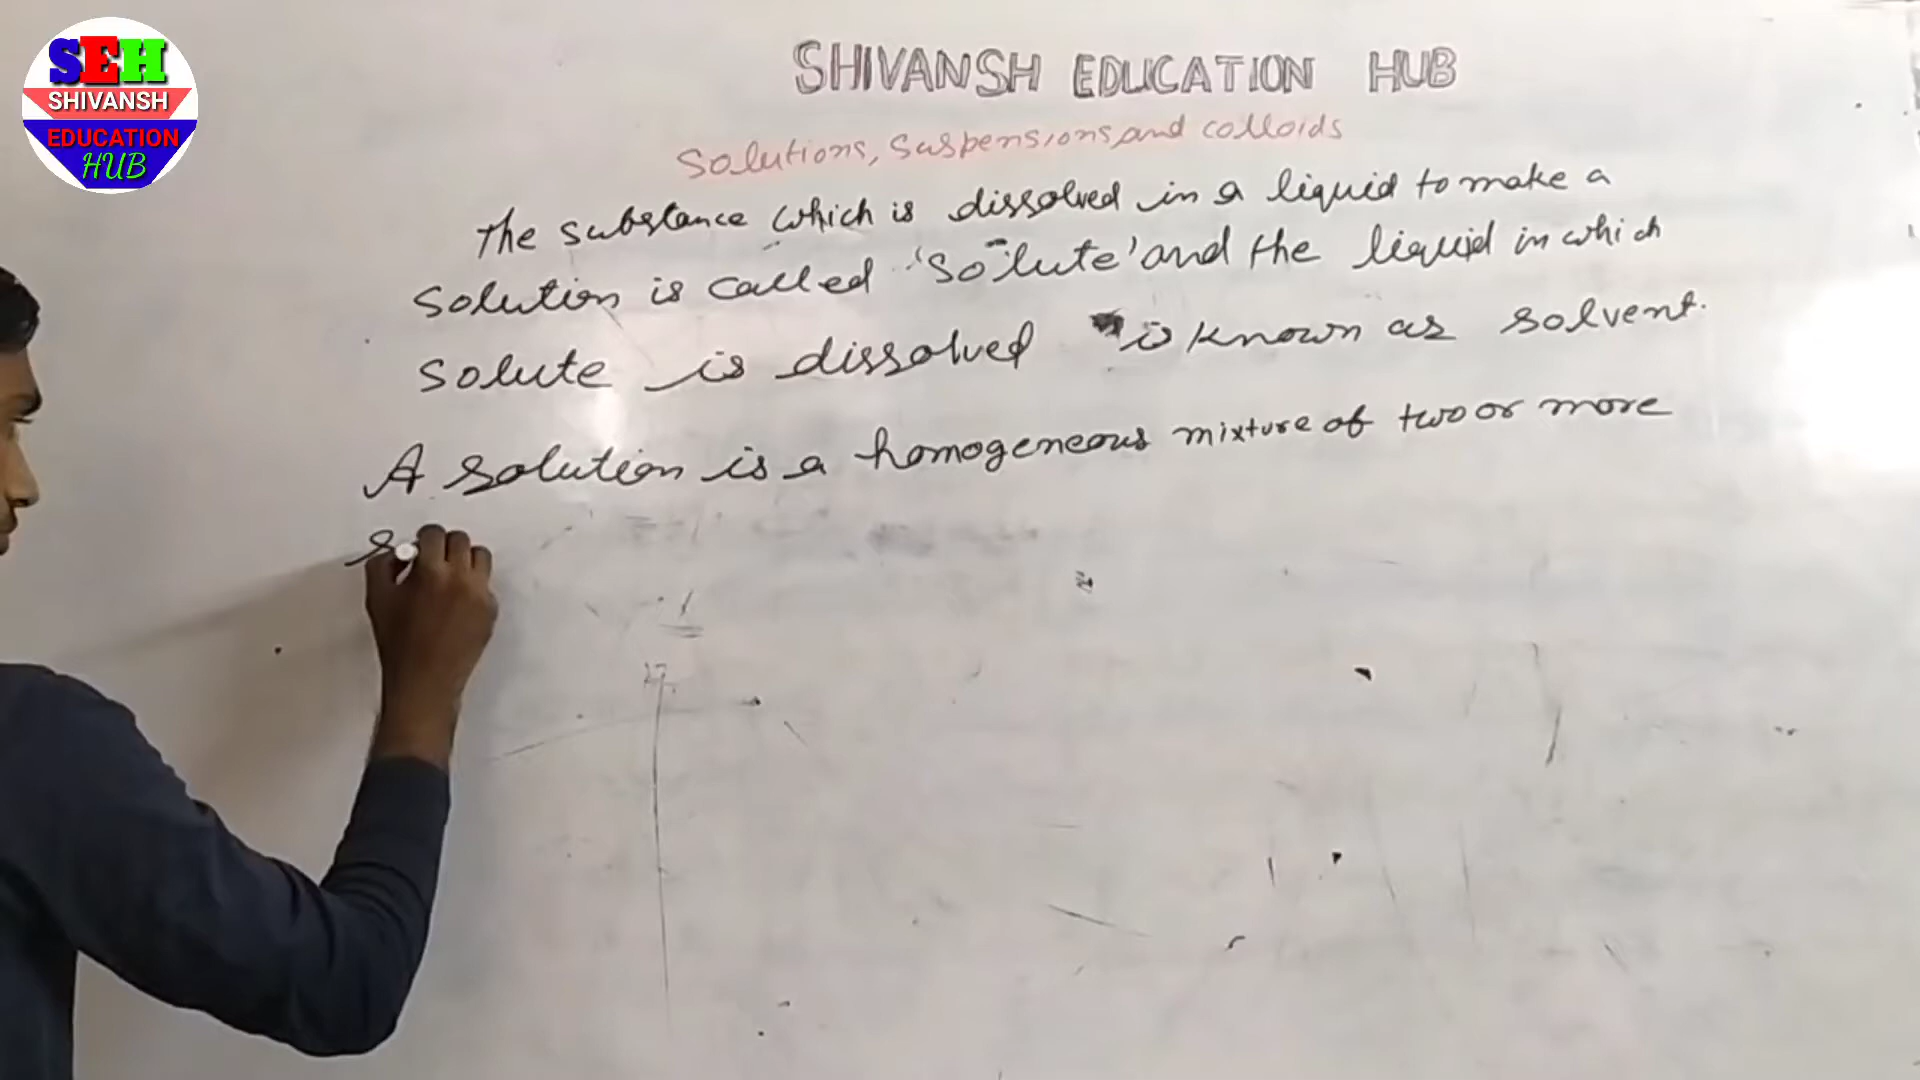 SEH
SHIVANSH
EDUCATION
HUB
SHIVANSH EDUCATION HUB
Solutions, suspensions, and colloids
The substance which is dissolved in a liquid to make a
solution is called 'solute' and the liquid in which
solute is dissolved is known as solvent.
A solution is a homogeneous mixture of two or more